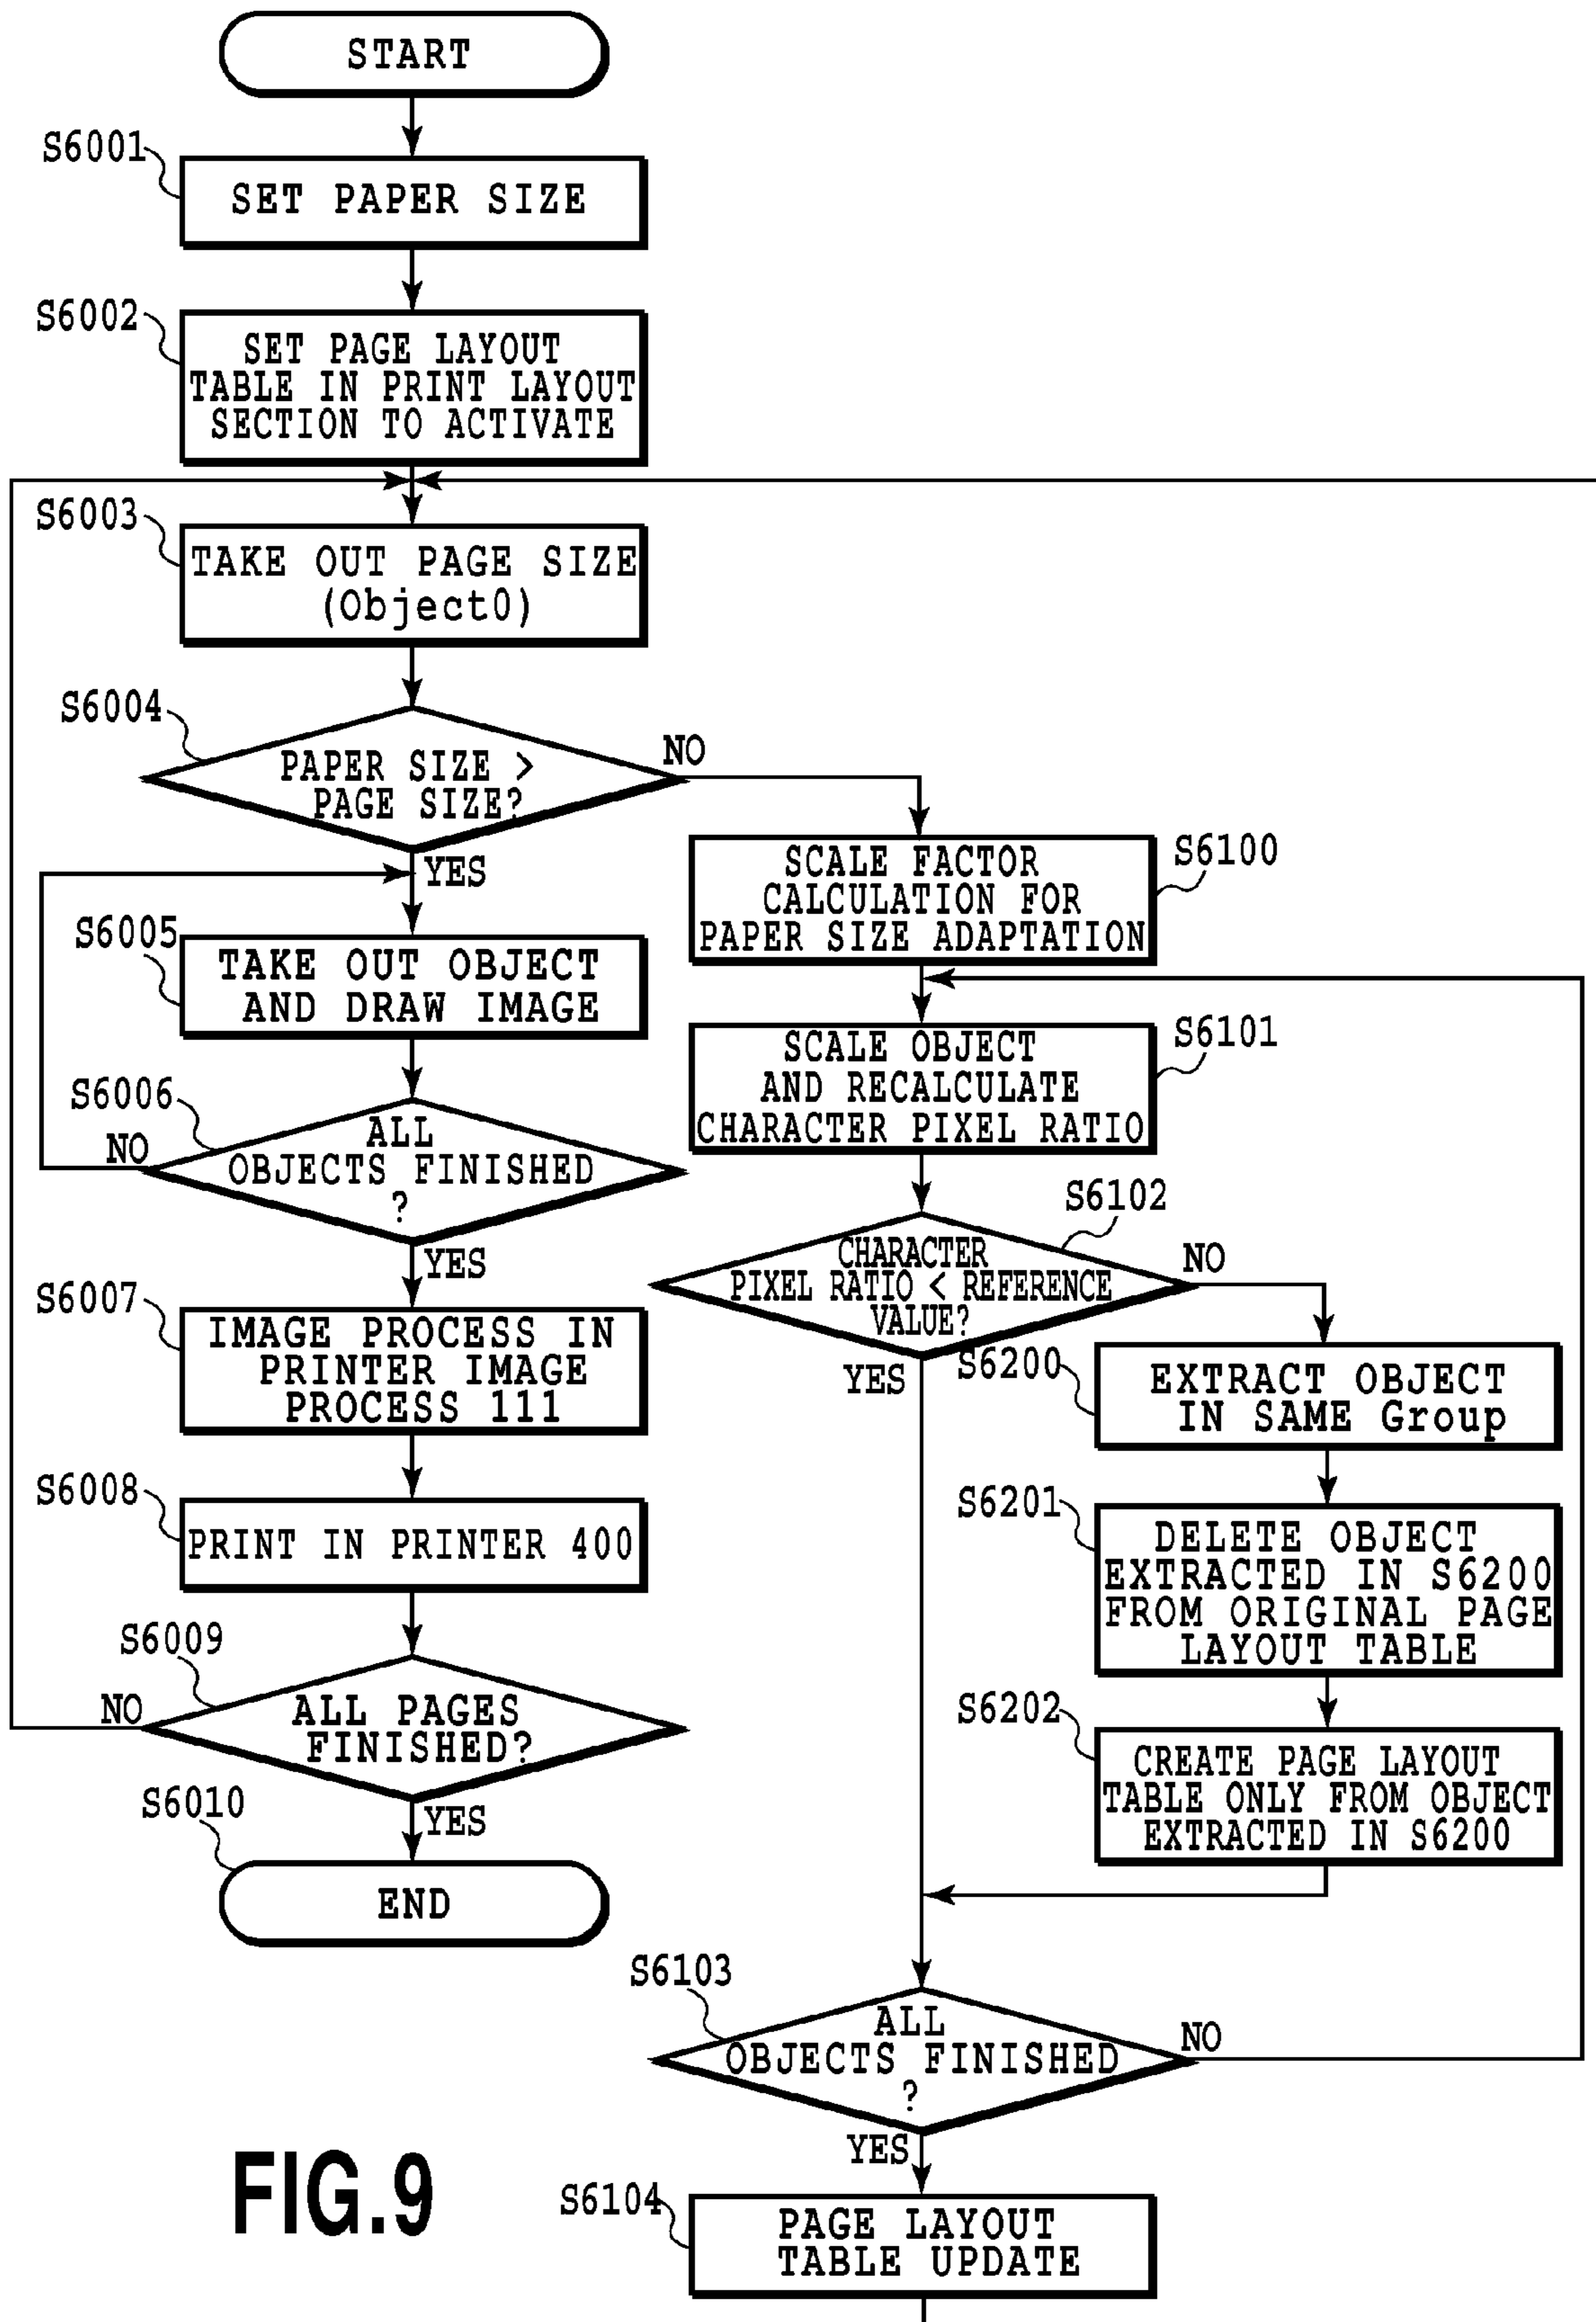 START
S6001
SET PAPER SIZE
S6002
SET PAGE LAYOUT
TABLE IN PRINT LAYOUT
SECTION TO ACTIVATE
S6003
TAKE OUT PAGE SIZE
(Object0)
S6004
PAPER SIZE >
PAGE SIZE?
NO
YES
S6005
TAKE OUT OBJECT
AND DRAW IMAGE
S6006
ALL
OBJECTS FINISHED
?
NO
YES
S6007
IMAGE PROCESS IN
PRINTER IMAGE
PROCESS 111
S6008
PRINT IN PRINTER 400
S6009
ALL PAGES
FINISHED?
NO
YES
S6010
END
S6100
SCALE FACTOR
CALCULATION FOR
PAPER SIZE ADAPTATION
S6101
SCALE OBJECT
AND RECALCULATE
CHARACTER PIXEL RATIO
S6102
CHARACTER
PIXEL RATIO < REFERENCE
VALUE?
NO
YES
S6200
EXTRACT OBJECT
IN SAME Group
S6201
DELETE OBJECT
EXTRACTED IN S6200
FROM ORIGINAL PAGE
LAYOUT TABLE
S6202
CREATE PAGE LAYOUT
TABLE ONLY FROM OBJECT
EXTRACTED IN S6200
S6103
ALL
OBJECTS FINISHED
?
NO
YES
S6104
PAGE LAYOUT
TABLE UPDATE
FIG.9